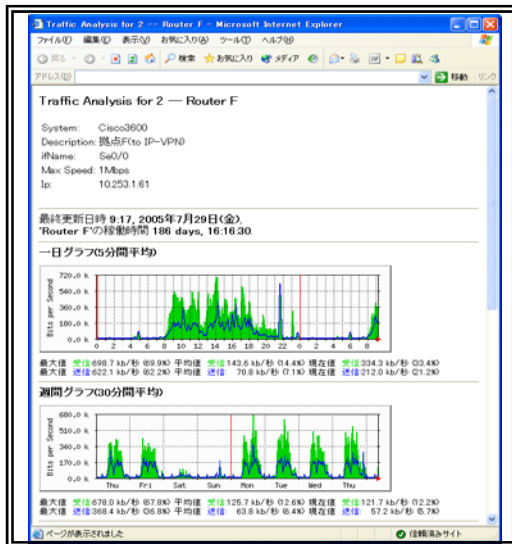 Traffic Analysis for 2 -- Router F - Microsoft Internet Explorer
ファイル(F) 編集(E) 表示(V) お気に入り(A) ツール(T) ヘルプ(H)
戻る 検索 お気に入り メディア
アドレス(D) 移動 リンク
Traffic Analysis for 2 — Router F
System: Cisco3600
Description: 拠点F(to IP-VPN)
ifName: Se0/0
Max Speed: 1Mbps
Ip: 10.253.1.61
最終更新日時 9:17, 2005年7月29日(金),
'Router F'の稼働時間 186 days, 16:16:30.
一日グラフ(5分間平均)
Bits per Second
720.0 k
540.0 k
360.0 k
180.0 k
0.0 k
0 2 4 6 8 10 12 14 16 18 20 22 0 2 4 6 8
最大値 受信:698.7 kb/秒 (69.9%) 平均値 受信:143.6 kb/秒 (14.4%) 現在値 受信:334.3 kb/秒 (33.4%)
最大値 送信:622.1 kb/秒 (62.2%) 平均値 送信: 70.8 kb/秒 (7.1%) 現在値 送信:212.0 kb/秒 (21.2%)
週間グラフ(30分間平均)
Bits per Second
680.0 k
510.0 k
340.0 k
170.0 k
0.0 k
Thu Fri Sat Sun Mon Tue Wed Thu
最大値 受信:678.0 kb/秒 (67.8%) 平均値 受信:125.7 kb/秒 (12.6%) 現在値 受信:121.7 kb/秒 (12.2%)
最大値 送信:368.4 kb/秒 (36.8%) 平均値 送信: 63.8 kb/秒 (6.4%) 現在値 送信: 57.2 kb/秒 (5.7%)
ページが表示されました 信頼済みサイト